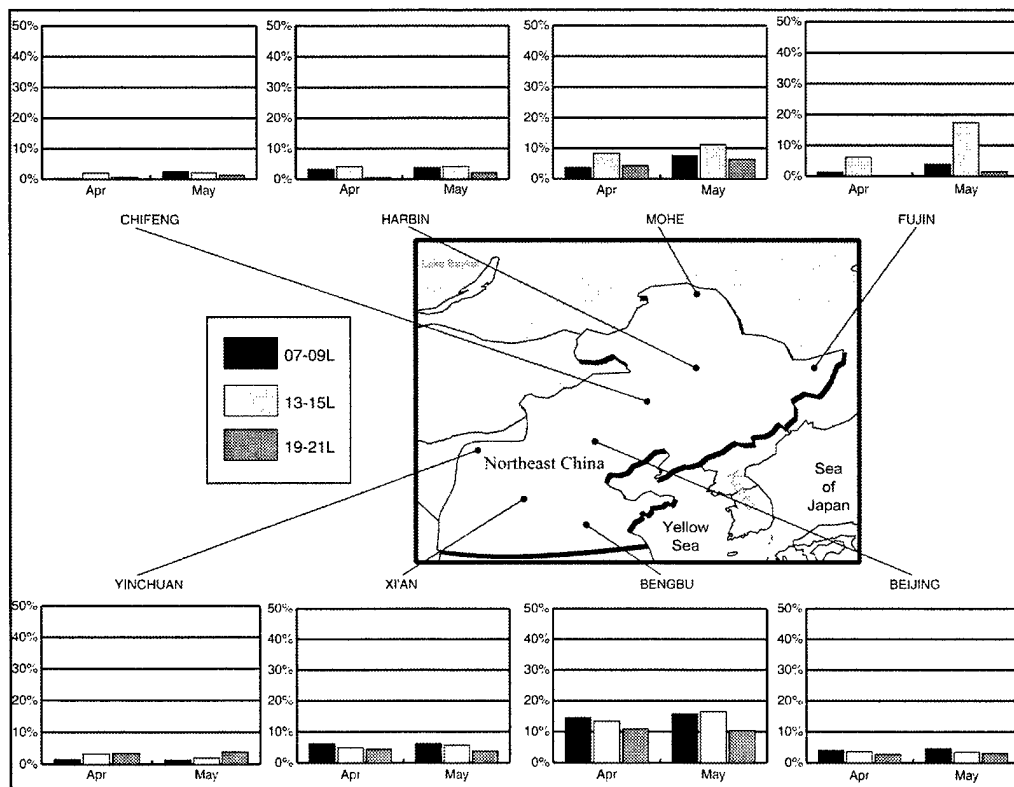 50%
40%
30%
20%
10%
0%
Apr May
50%
40%
30%
20%
10%
0%
Apr May
50%
40%
30%
20%
10%
0%
Apr May
50%
40%
30%
20%
10%
0%
Apr May
CHIFENG HARBIN MOHE FUJIN
Lake Baykal
07-09L
13-15L
19-21L
Northeast China
Sea
of
Japan
Yellow
Sea
YINCHUAN XI'AN BENGBU BEIJING
50%
40%
30%
20%
10%
0%
Apr May
50%
40%
30%
20%
10%
0%
Apr May
50%
40%
30%
20%
10%
0%
Apr May
50%
40%
30%
20%
10%
0%
Apr May